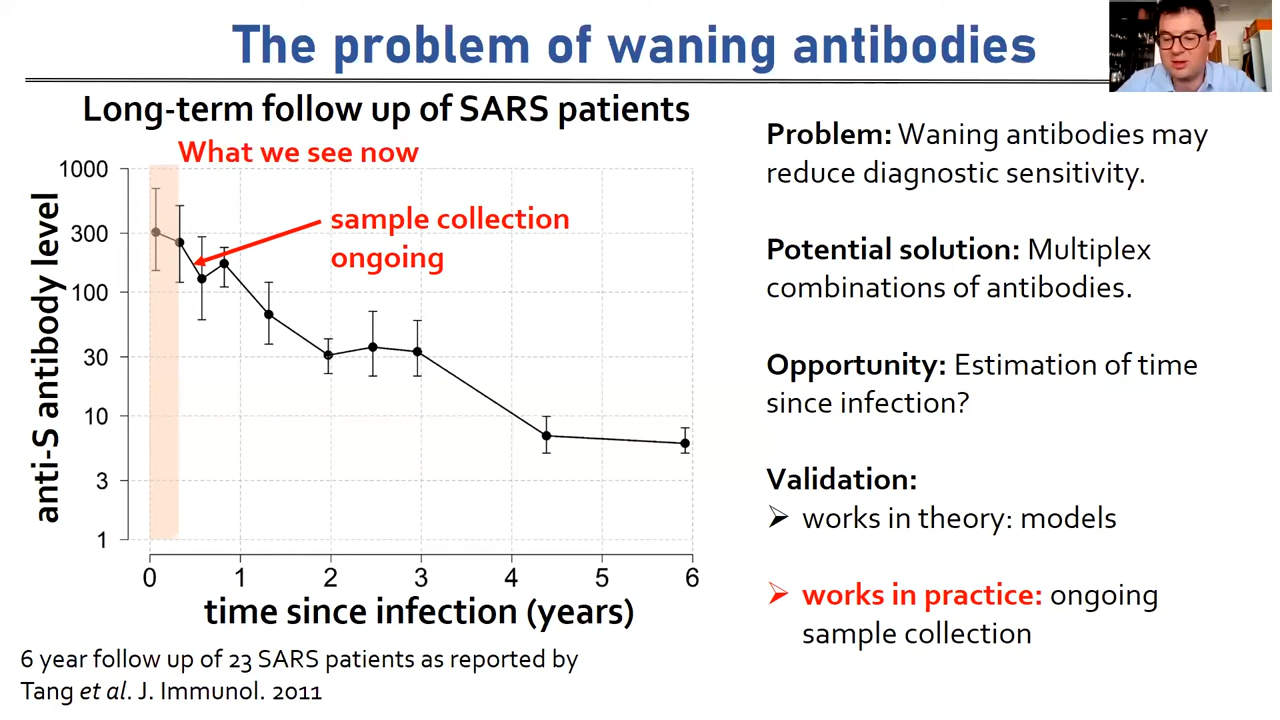 The problem of waning antibodies
Long-term follow up of SARS patients
What we see now
sample collection
ongoing
anti-S antibody level
1000
300
100
30
10
3
1
0 1 2 3 4 5 6
time since infection (years)
6 year follow up of 23 SARS patients as reported by
Tang et al. J. Immunol. 2011
Problem: Waning antibodies may
reduce diagnostic sensitivity.
Potential solution: Multiplex
combinations of antibodies.
Opportunity: Estimation of time
since infection?
Validation:
➢ works in theory: models
➢ works in practice: ongoing
sample collection